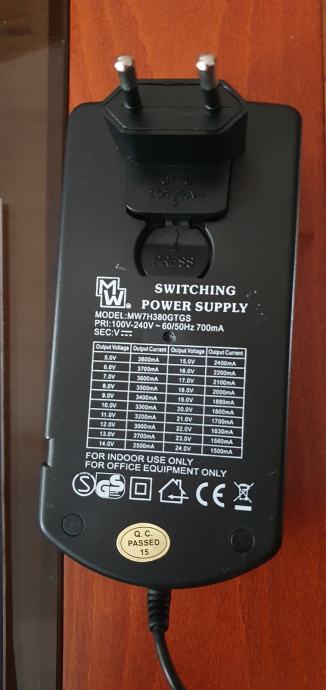 PRESS
MW®
SWITCHING
POWER SUPPLY
MODEL:MW7H380GTGS
PRI:100V-240V ~ 60/50Hz 700mA
SEC:V
Output Voltage Output Current Output Voltage Output Current
5.0V 3800mA 15.0V 2400mA
6.0V 3700mA 16.0V 2200mA
7.0V 3600mA 17.0V 2100mA
8.0V 3500mA 18.0V 2000mA
9.0V 3400mA 19.0V 1880mA
10.0V 3300mA 20.0V 1800mA
11.0V 3200mA 21.0V 1700mA
12.0V 3000mA 22.0V 1630mA
13.0V 2700mA 23.0V 1560mA
14.0V 2500mA 24.0V 1500mA
FOR INDOOR USE ONLY
FOR OFFICE EQUIPMENT ONLY
S GS CE
Q.C.
PASSED
15